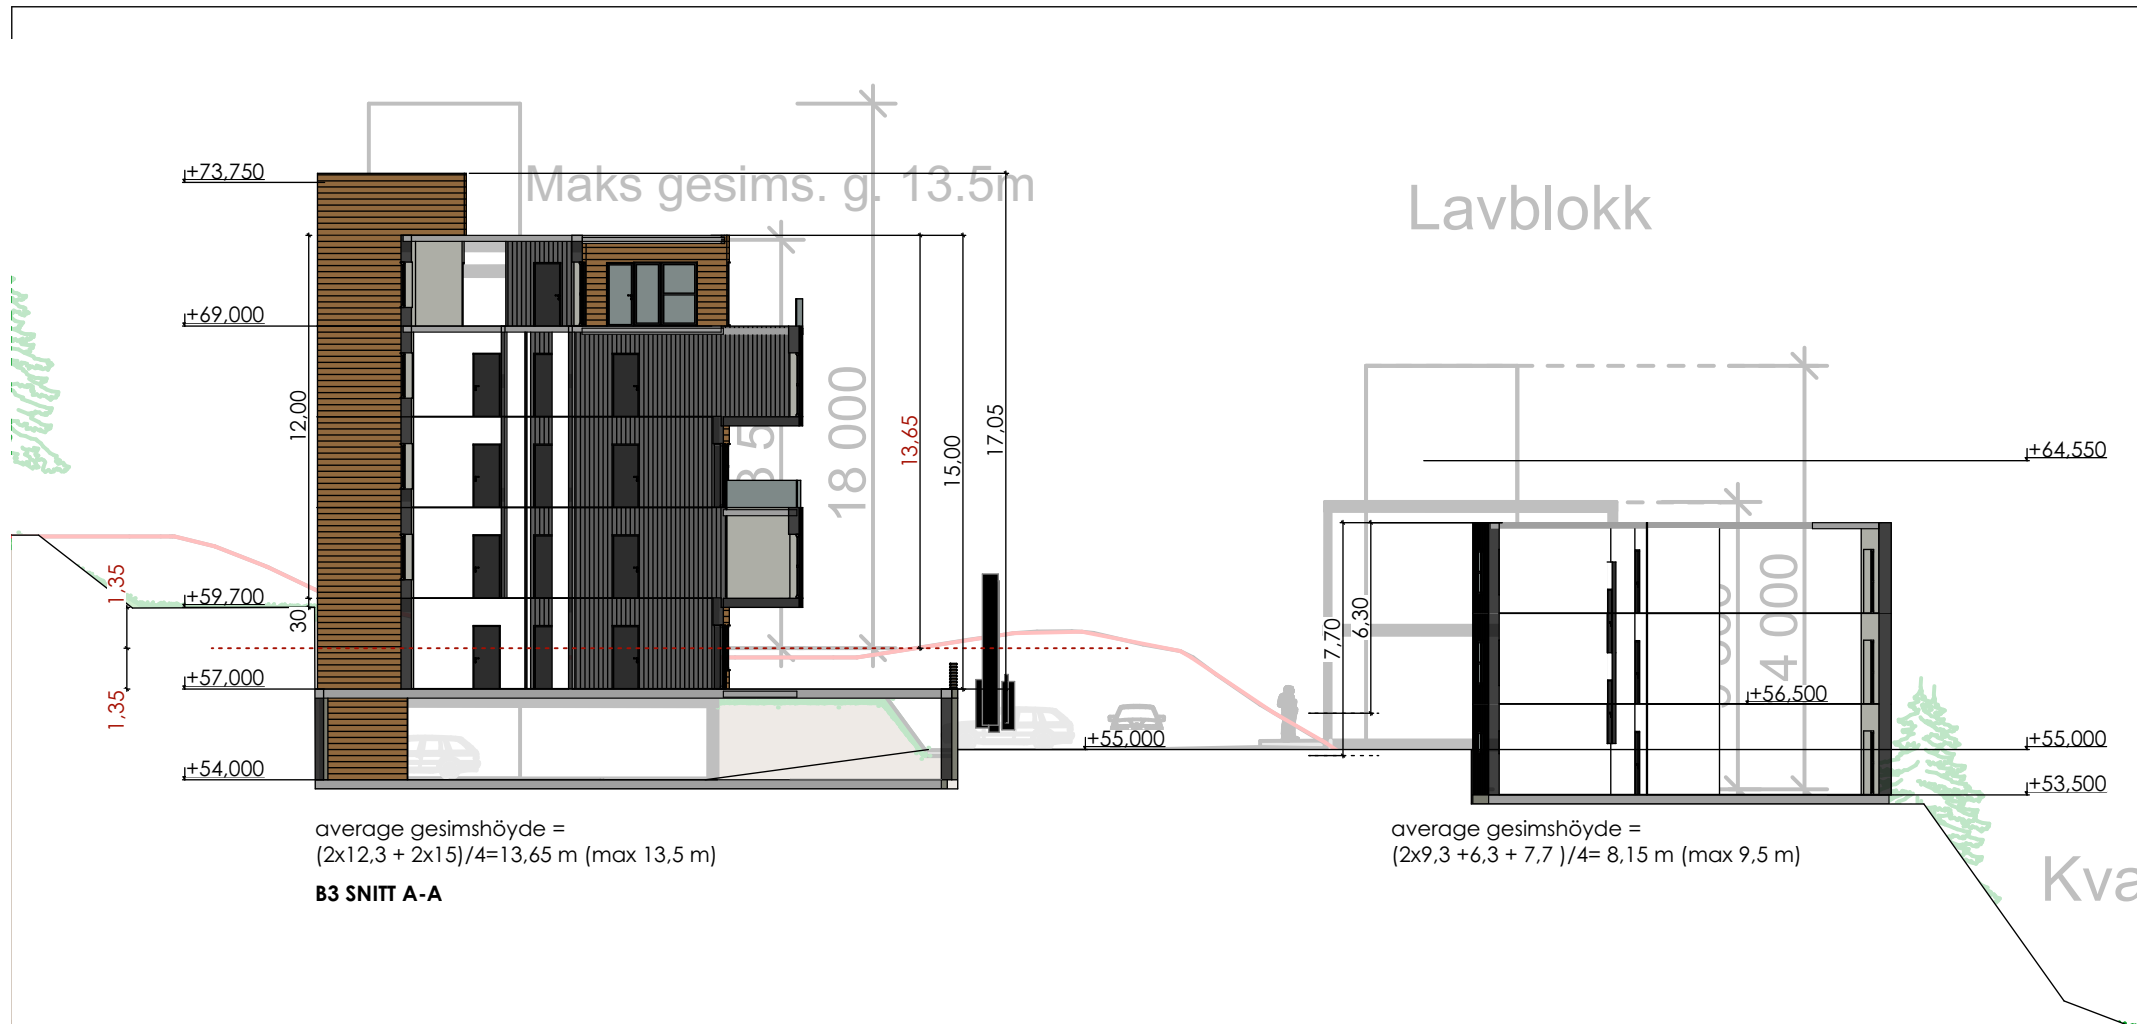 Maks gesims. g. 13.5m
Lavblokk
+73,750
+69,000
12,00
18 000
13,65
15,00
17,05
+64,550
1,35
+59,700
30
1,35
+57,000
+54,000
7,70
6,30
4 000
+56,500
+55,000
+55,000
+53,500
average gesimshöyde =
(2x12,3 + 2x15)/4=13,65 m (max 13,5 m)
B3 SNITT A-A
average gesimshöyde =
(2x9,3 +6,3 + 7,7 )/4= 8,15 m (max 9,5 m)
Kva